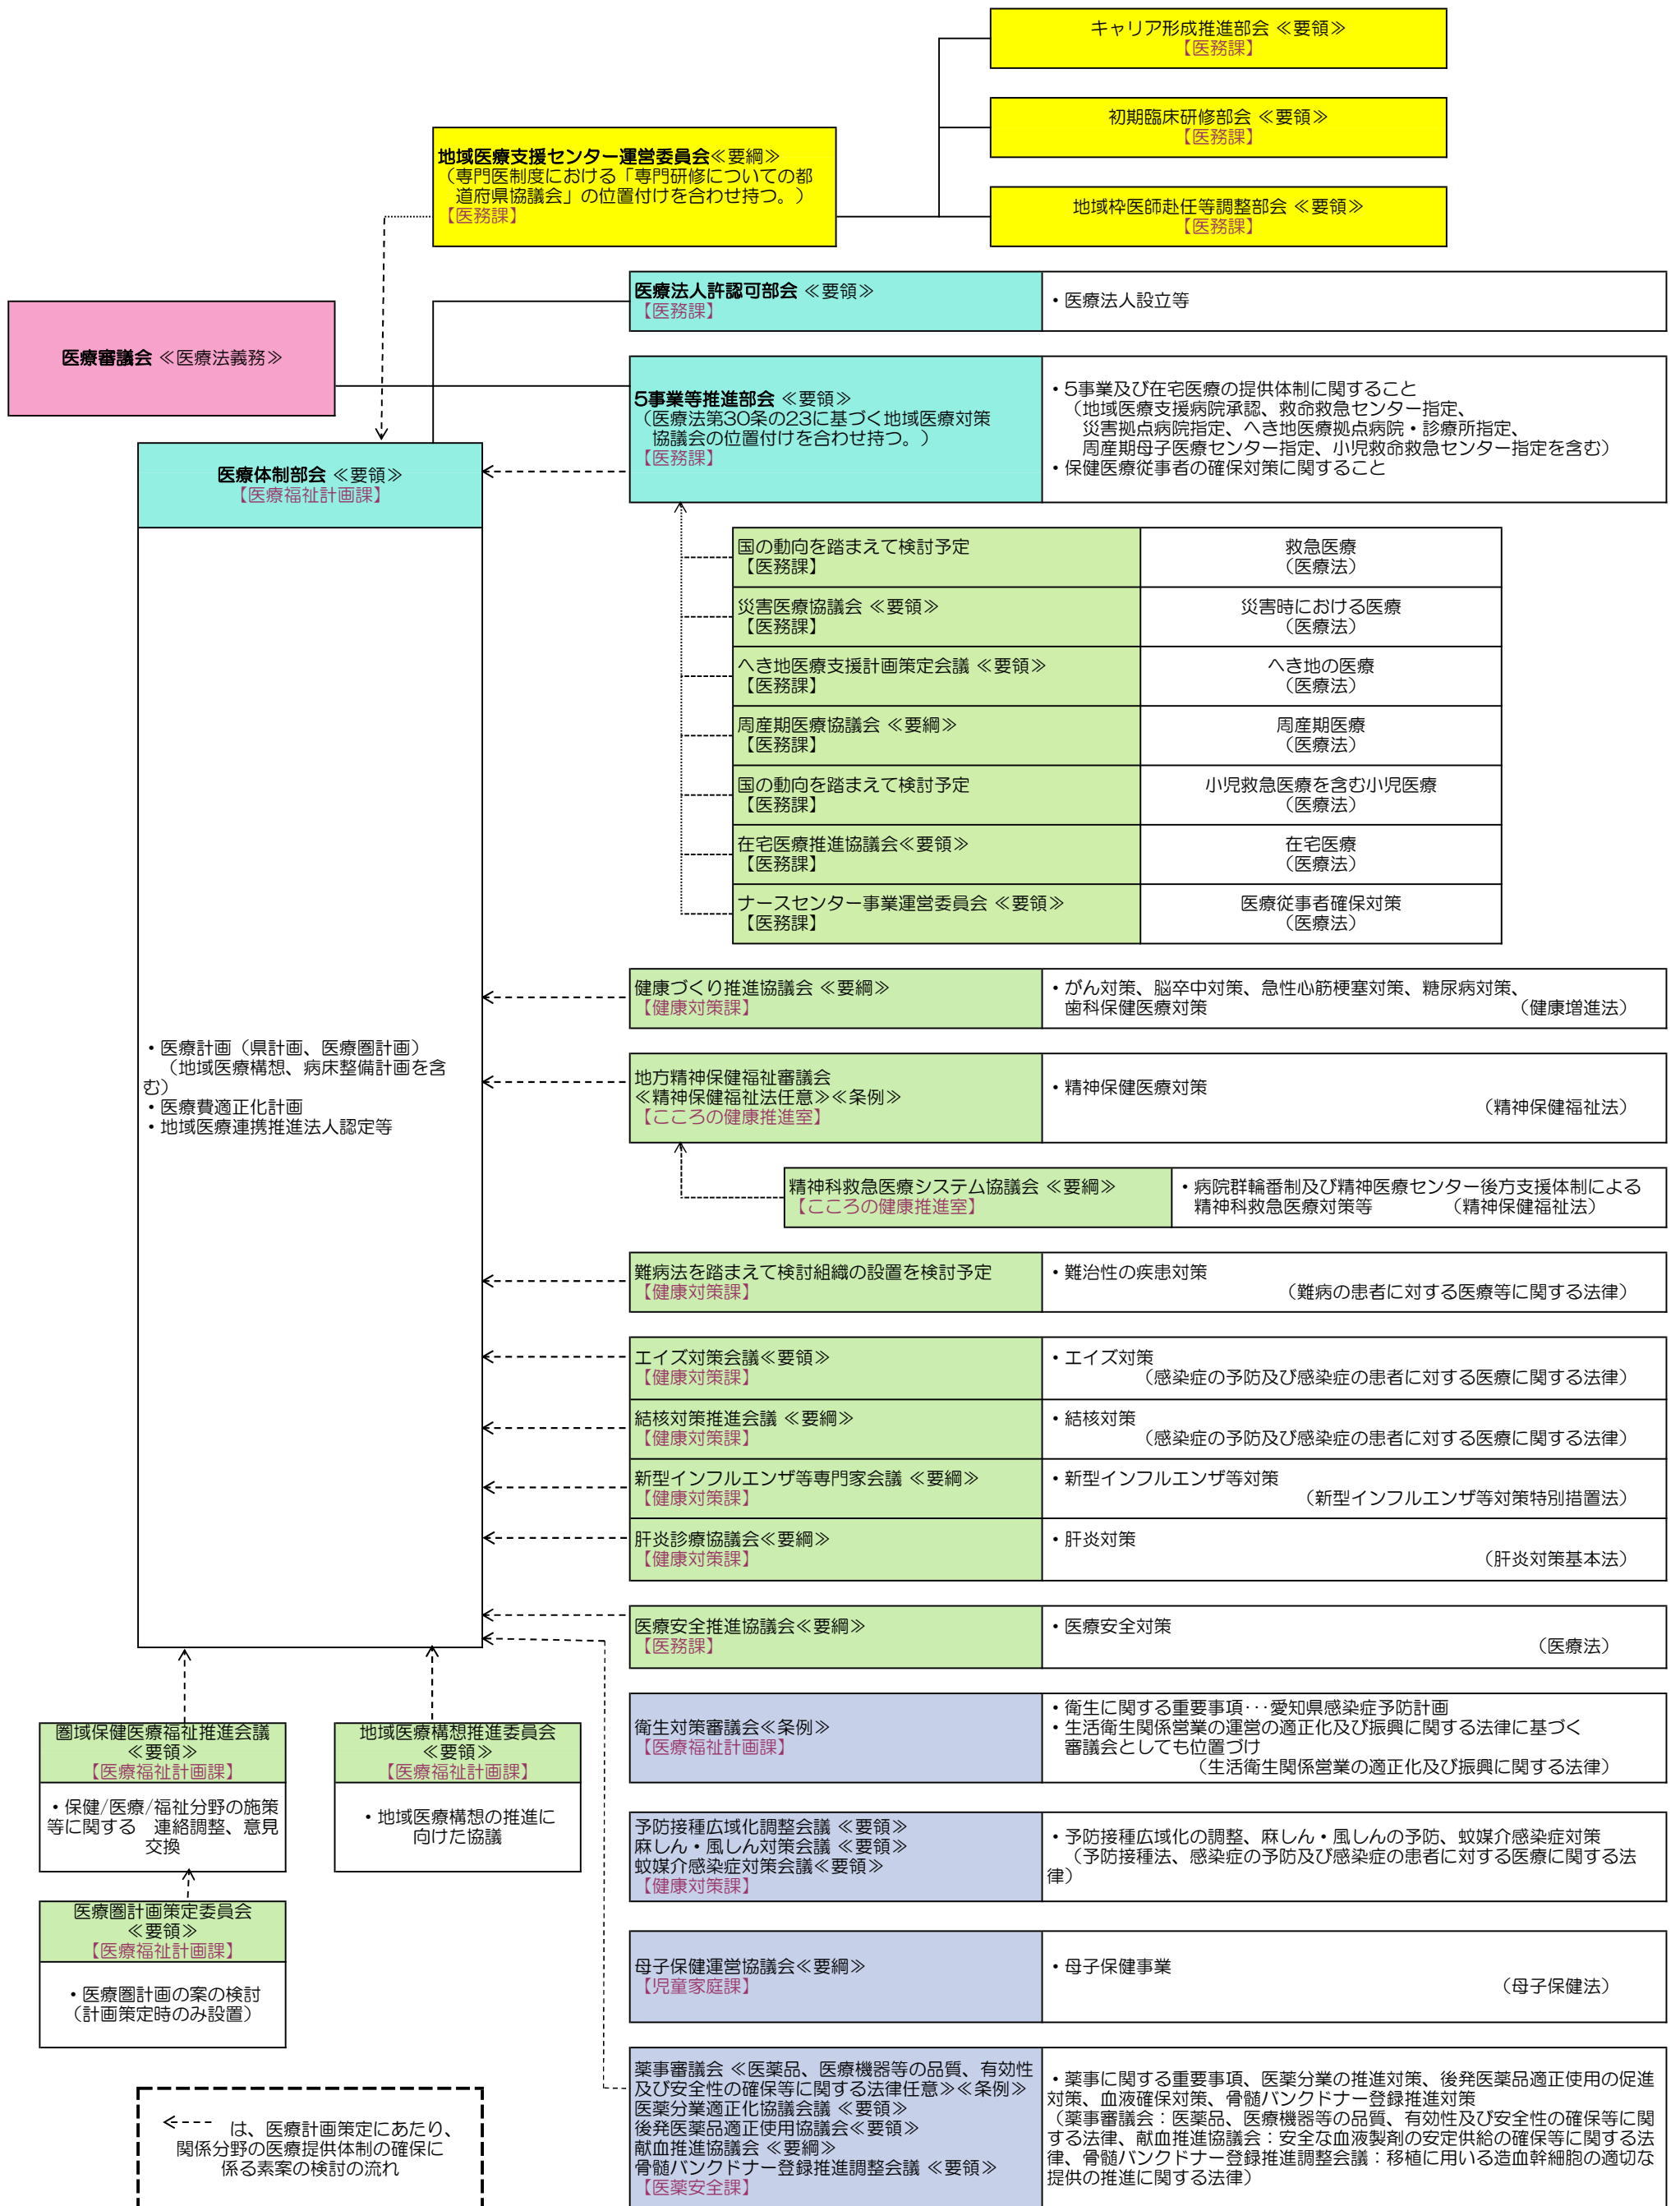 キャリア形成推進部会 ≪要領≫
【医務課】
初期臨床研修部会 ≪要領≫
【医務課】
地域医療支援センター運営委員会≪要綱≫
（専門医制度における「専門研修についての都
道府県協議会」の位置付けを合わせ持つ。）
【医務課】
地域枠医師赴任等調整部会 ≪要領≫
【医務課】
医療法人許認可部会 ≪要領≫
【医務課】
・医療法人設立等
医療審議会 ≪医療法義務≫
5事業等推進部会 ≪要領≫
（医療法第30条の23に基づく地域医療対策
協議会の位置付けを合わせ持つ。）
【医務課】
・5事業及び在宅医療の提供体制に関すること
（地域医療支援病院承認、救命救急センター指定、
災害拠点病院指定、へき地医療拠点病院・診療所指定、
周産期母子医療センター指定、小児救命救急センター指定を含む）
・保健医療従事者の確保対策に関すること
医療体制部会 ≪要領≫
【医療福祉計画課】
国の動向を踏まえて検討予定
【医務課】
救急医療
（医療法）
災害医療協議会 ≪要領≫
【医務課】
災害時における医療
（医療法）
へき地医療支援計画策定会議 ≪要領≫
【医務課】
へき地の医療
（医療法）
周産期医療協議会 ≪要綱≫
【医務課】
周産期医療
（医療法）
国の動向を踏まえて検討予定
【医務課】
小児救急医療を含む小児医療
（医療法）
在宅医療推進協議会≪要領≫
【医務課】
在宅医療
（医療法）
ナースセンター事業運営委員会 ≪要領≫
【医務課】
医療従事者確保対策
（医療法）
健康づくり推進協議会 ≪要綱≫
【健康対策課】
・がん対策、脳卒中対策、急性心筋梗塞対策、糖尿病対策、
歯科保健医療対策 （健康増進法）
・医療計画（県計画、医療圏計画）
（地域医療構想、病床整備計画を含
む）
・医療費適正化計画
・地域医療連携推進法人認定等
地方精神保健福祉審議会
≪精神保健福祉法任意≫≪条例≫
【こころの健康推進室】
・精神保健医療対策
（精神保健福祉法）
精神科救急医療システム協議会 ≪要綱≫
【こころの健康推進室】
・病院群輪番制及び精神医療センター後方支援体制による
精神科救急医療対策等 （精神保健福祉法）
難病法を踏まえて検討組織の設置を検討予定
【健康対策課】
・難治性の疾患対策
（難病の患者に対する医療等に関する法律）
エイズ対策会議≪要領≫
【健康対策課】
・エイズ対策
（感染症の予防及び感染症の患者に対する医療に関する法律）
結核対策推進会議 ≪要綱≫
【健康対策課】
・結核対策
（感染症の予防及び感染症の患者に対する医療に関する法律）
新型インフルエンザ等専門家会議 ≪要綱≫
【健康対策課】
・新型インフルエンザ等対策
（新型インフルエンザ等対策特別措置法）
肝炎診療協議会≪要綱≫
【健康対策課】
・肝炎対策
（肝炎対策基本法）
医療安全推進協議会≪要綱≫
【医務課】
・医療安全対策
（医療法）
衛生対策審議会≪条例≫
【医療福祉計画課】
・衛生に関する重要事項･･･愛知県感染症予防計画
・生活衛生関係営業の運営の適正化及び振興に関する法律に基づく
審議会としても位置づけ
（生活衛生関係営業の適正化及び振興に関する法律）
圏域保健医療福祉推進会議
≪要領≫
【医療福祉計画課】
・保健/医療/福祉分野の施策
等に関する 連絡調整、意見
交換
地域医療構想推進委員会
≪要領≫
【医療福祉計画課】
・地域医療構想の推進に
向けた協議
予防接種広域化調整会議 ≪要領≫
麻しん・風しん対策会議 ≪要領≫
蚊媒介感染症対策会議≪要領≫
【健康対策課】
・予防接種広域化の調整、麻しん・風しんの予防、蚊媒介感染症対策
（予防接種法、感染症の予防及び感染症の患者に対する医療に関する法
律）
医療圏計画策定委員会
≪要領≫
【医療福祉計画課】
・医療圏計画の案の検討
（計画策定時のみ設置）
母子保健運営協議会≪要綱≫
【児童家庭課】
・母子保健事業
（母子保健法）
薬事審議会 ≪医薬品、医療機器等の品質、有効性
及び安全性の確保等に関する法律任意≫≪条例≫
医薬分業適正化協議会議 ≪要領≫
後発医薬品適正使用協議会≪要領≫
献血推進協議会 ≪要綱≫
骨髄バンクドナー登録推進調整会議 ≪要領≫
【医薬安全課】
・薬事に関する重要事項、医薬分業の推進対策、後発医薬品適正使用の促進
対策、血液確保対策、骨髄バンクドナー登録推進対策
（薬事審議会：医薬品、医療機器等の品質、有効性及び安全性の確保等に関
する法律、献血推進協議会：安全な血液製剤の安定供給の確保等に関する法
律、骨髄バンクドナー登録推進調整会議：移植に用いる造血幹細胞の適切な
提供の推進に関する法律）
は、医療計画策定にあたり、
関係分野の医療提供体制の確保に
係る素案の検討の流れ